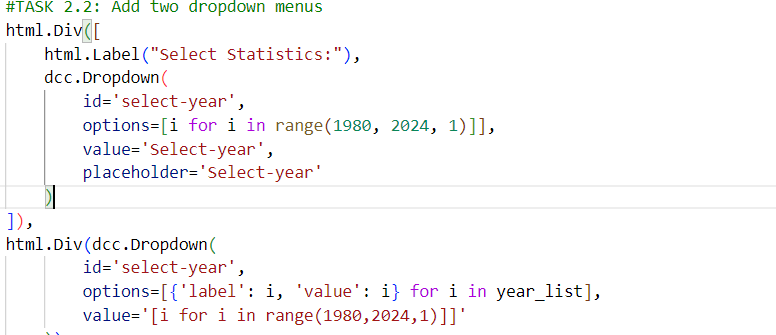 #TASK 2.2: Add two dropdown menus
html.Div([
    html.Label("Select Statistics:"),
    dcc.Dropdown(
        id='select-year',
        options=[i for i in range(1980, 2024, 1)]],
        value='Select-year',
        placeholder='Select-year'
    )
]),
html.Div(dcc.Dropdown(
        id='select-year',
        options=[{'label': i, 'value': i} for i in year_list],
        value='[i for i in range(1980,2024,1)]]'